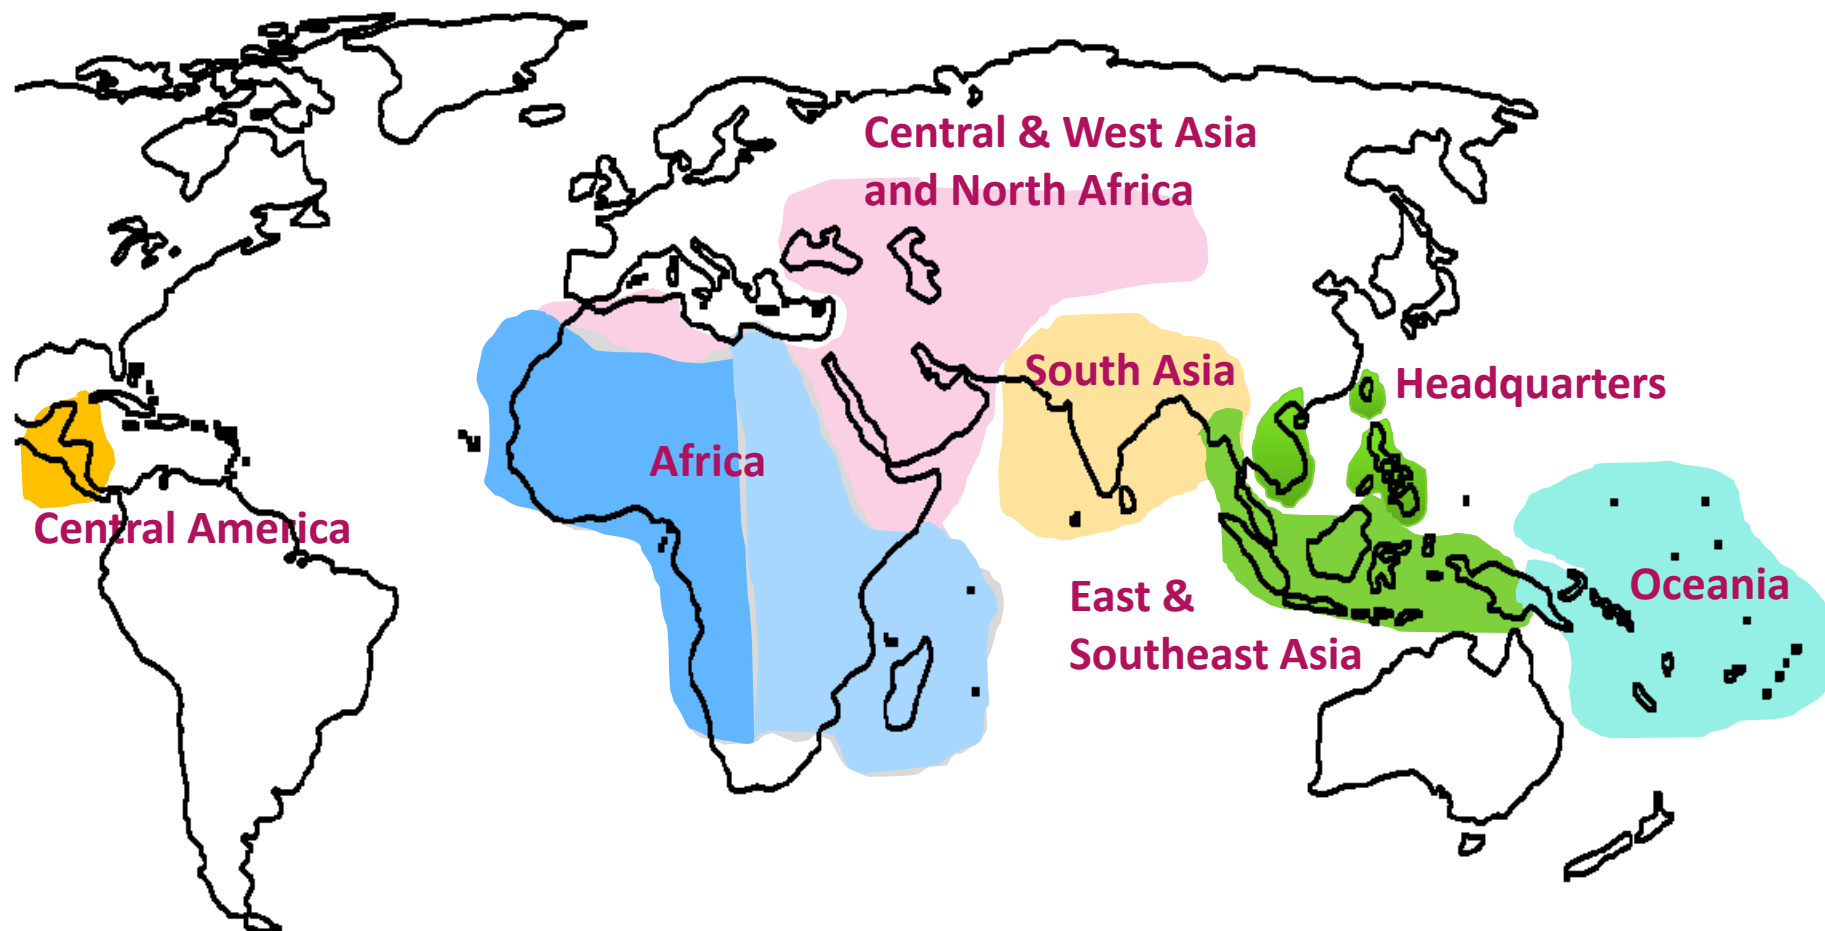 Central & West Asia
and North Africa
South Asia
Headquarters
Africa
Central America
East &
Southeast Asia
Oceania